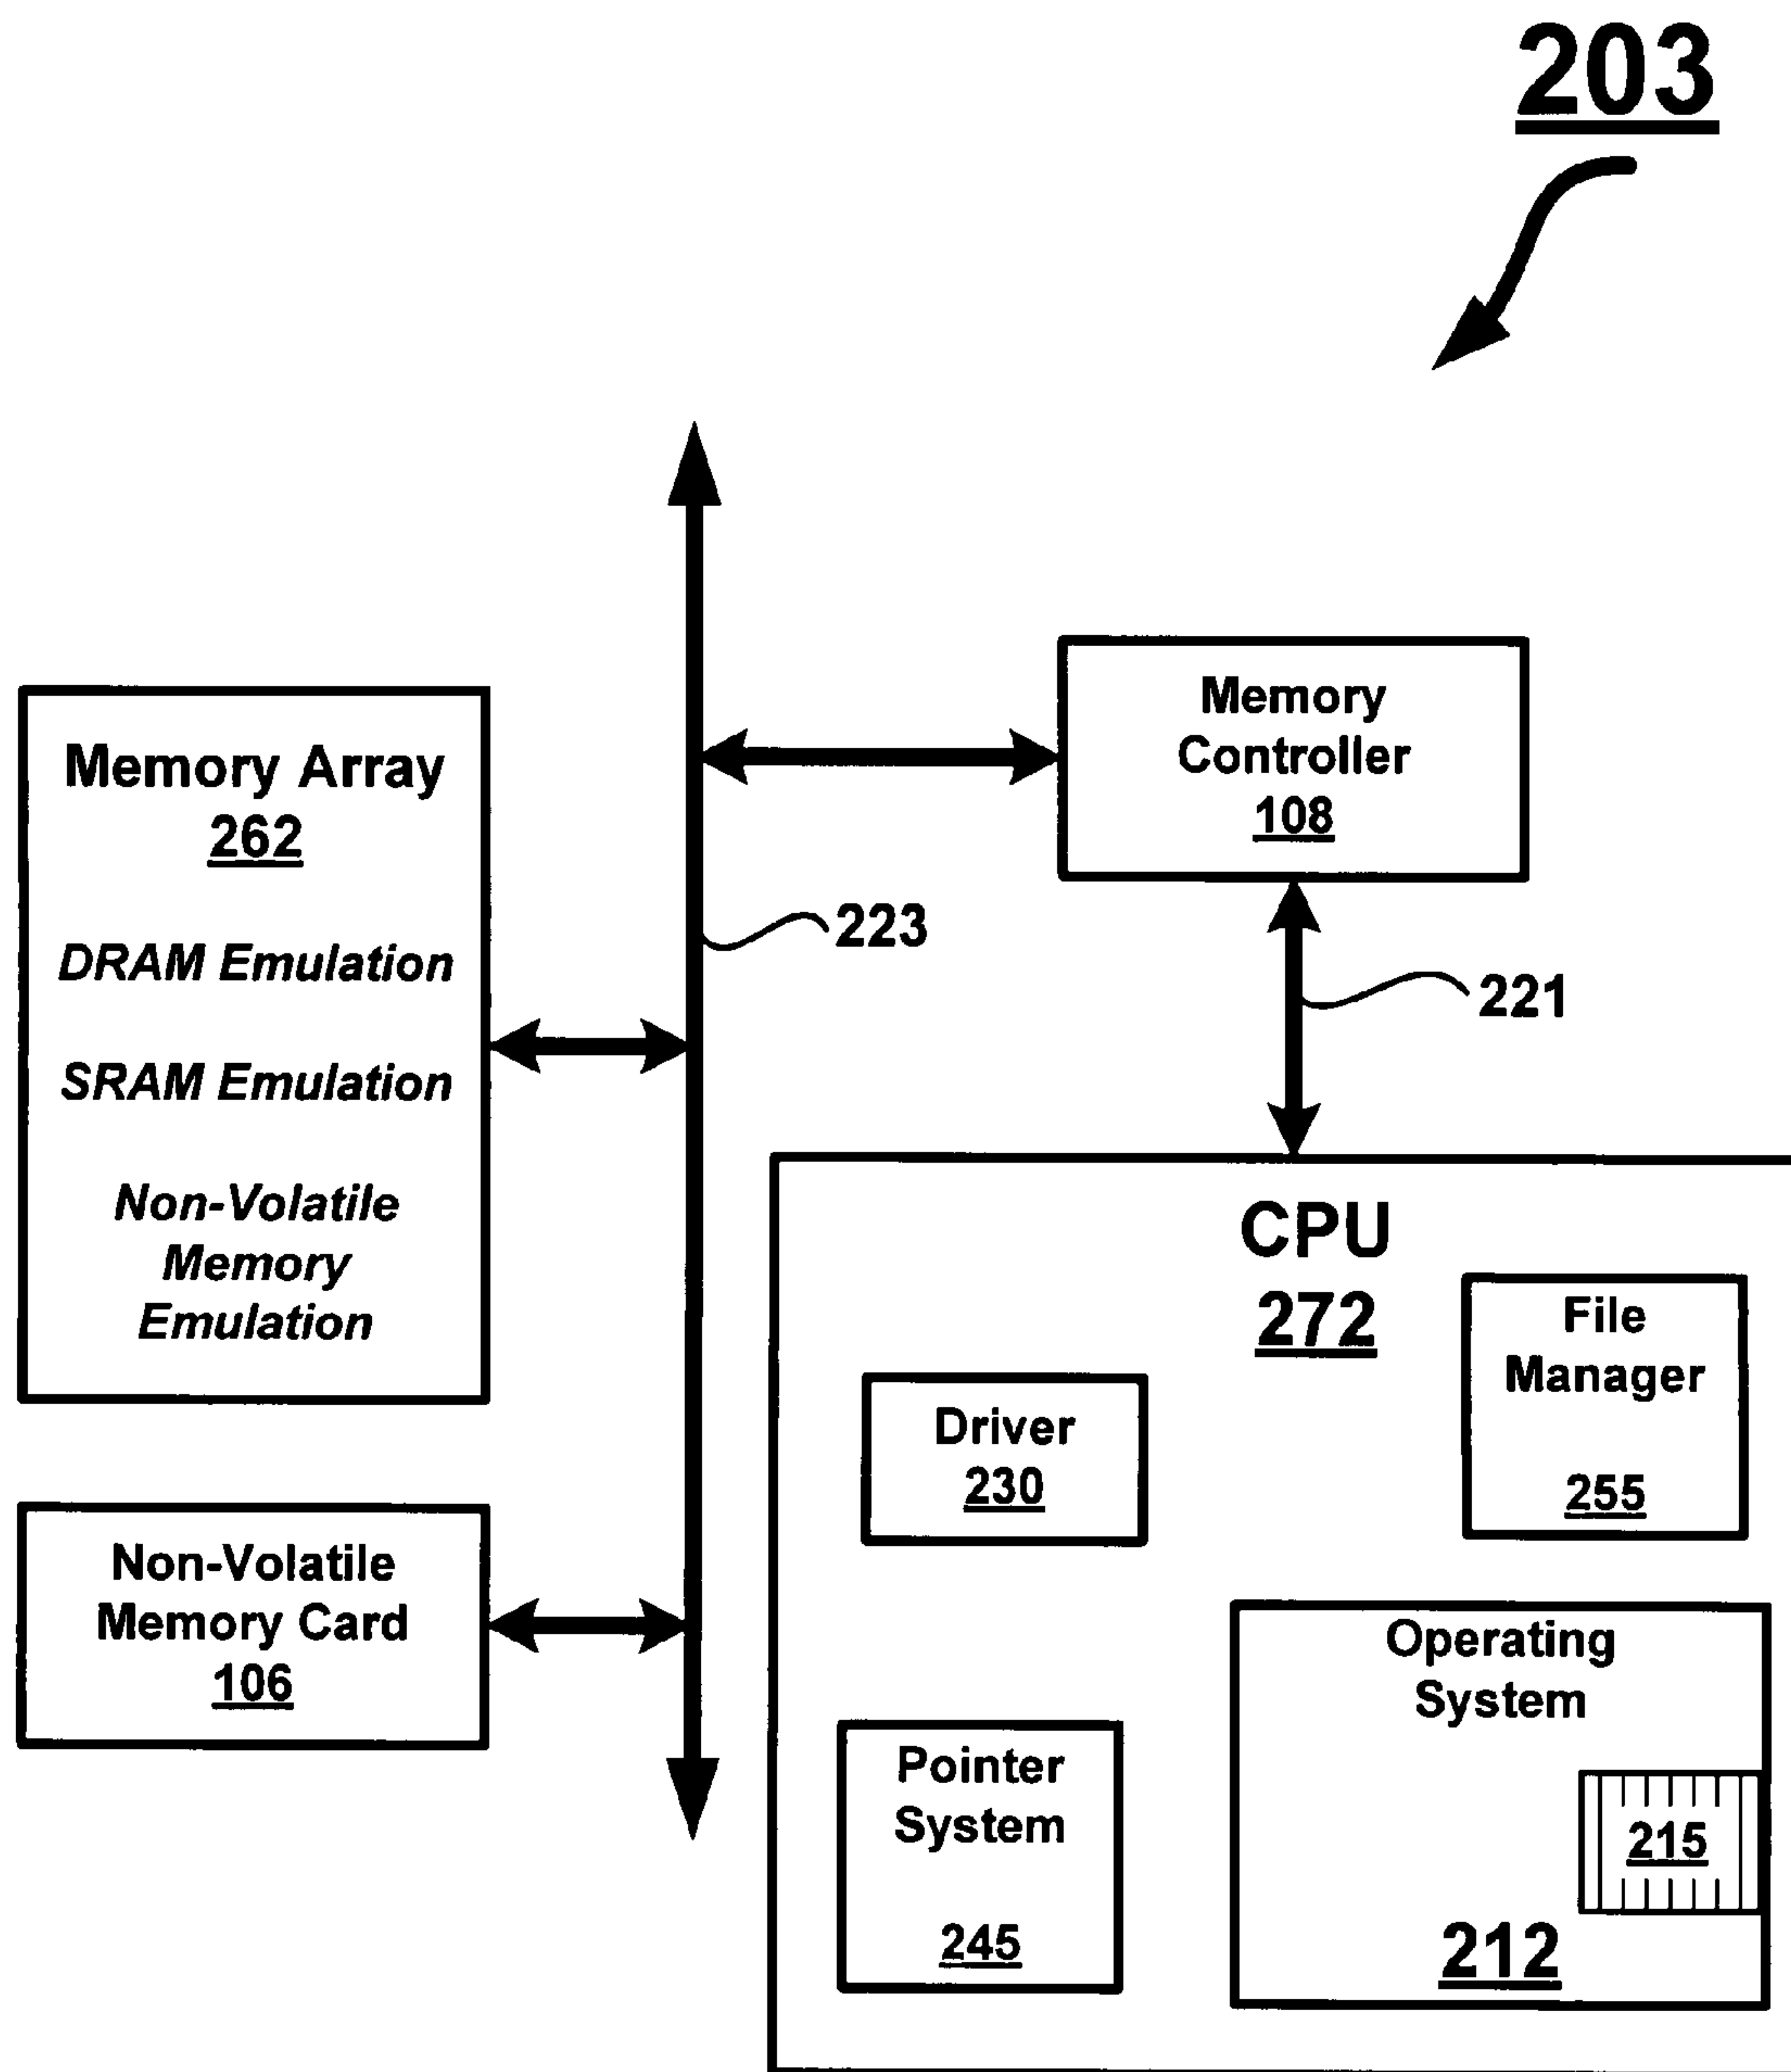 203
Memory
Controller
108
Memory Array
262
DRAM Emulation
SRAM Emulation
Non-Volatile
Memory
Emulation
223
221
CPU
272
File
Manager
255
Driver
230
Non-Volatile
Memory Card
106
Operating
System
215
212
Pointer
System
245